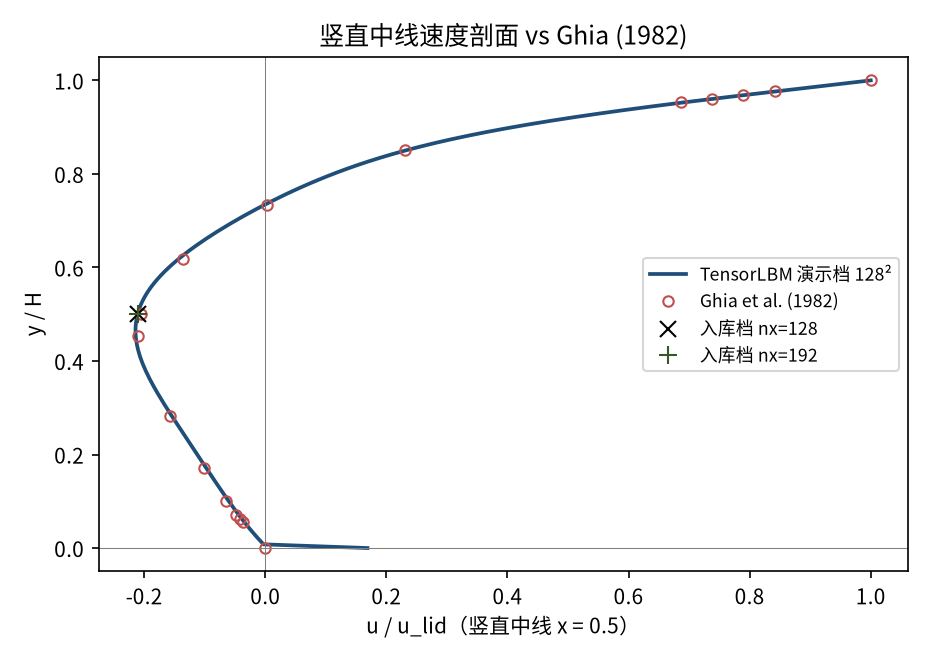 竖直中线速度剖面 vs Ghia (1982)
y / H
1.0
0.8
0.6
0.4
0.2
0.0
TensorLBM 演示档 128²
Ghia et al. (1982)
入库档 nx=128
入库档 nx=192
-0.2 0.0 0.2 0.4 0.6 0.8 1.0
u / u_lid（竖直中线 x = 0.5）